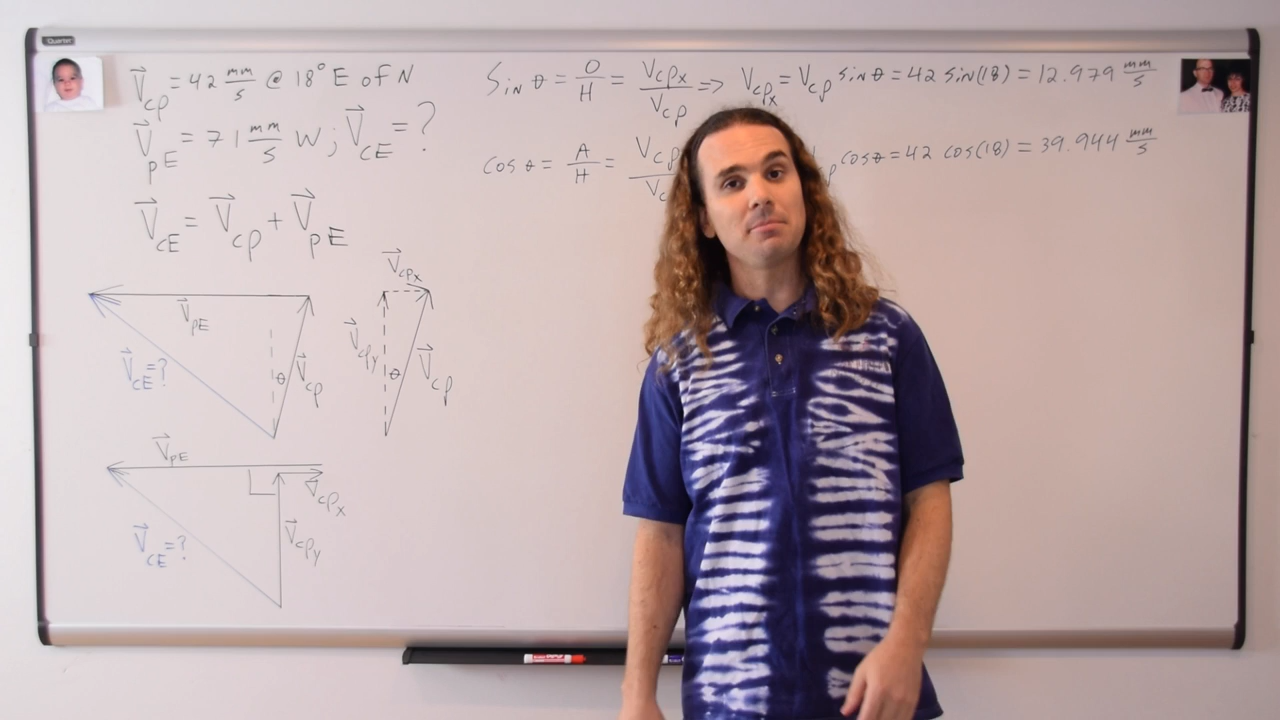 Quartet
V⃗cp = 42 mm/s @ 18° E of N
V⃗pE = 71 mm/s W ; V⃗cE = ?
V⃗cE = V⃗cp + V⃗pE
Sin θ = O/H = Vcpx/Vcp => Vcpx = Vcp sin θ = 42 sin(18) = 12.979 mm/s
cos θ = A/H = cos θ = 42 cos(18) = 39.944 mm/s
V⃗pE
V⃗cE = ?
θ
V⃗cp
V⃗cpx
V⃗cpy
θ
V⃗cp
V⃗pE
V⃗cpx
V⃗cE = ?
V⃗cpy